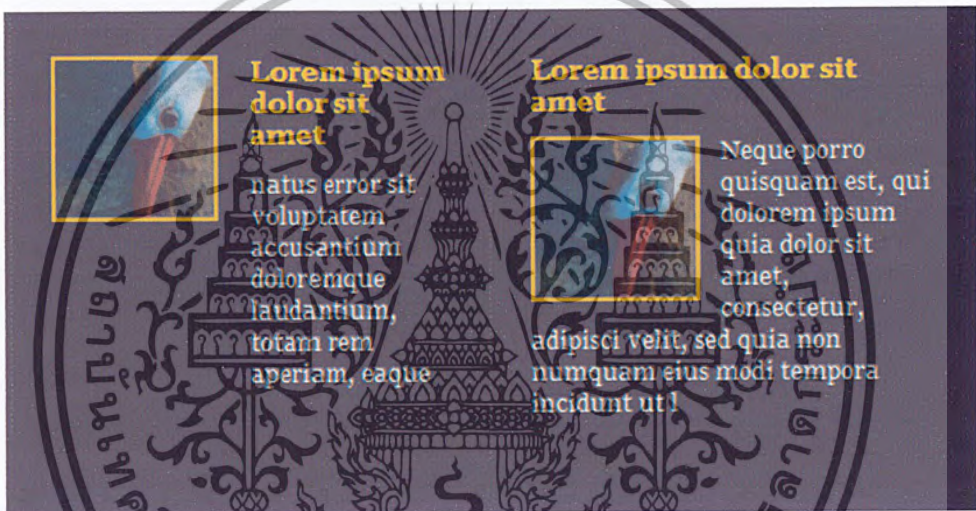 Lorem ipsum
dolor sit
amet
natus error sit
voluptatem
accusantium
doloremque
laudantium,
totam rem
aperiam, eaque
Lorem ipsum dolor sit
amet
Neque porro
quisquam est, qui
dolorem ipsum
quia dolor sit
amet,
consectetur,
adipisci velit, sed quia non
numquam eius modi tempora
incidunt ut l